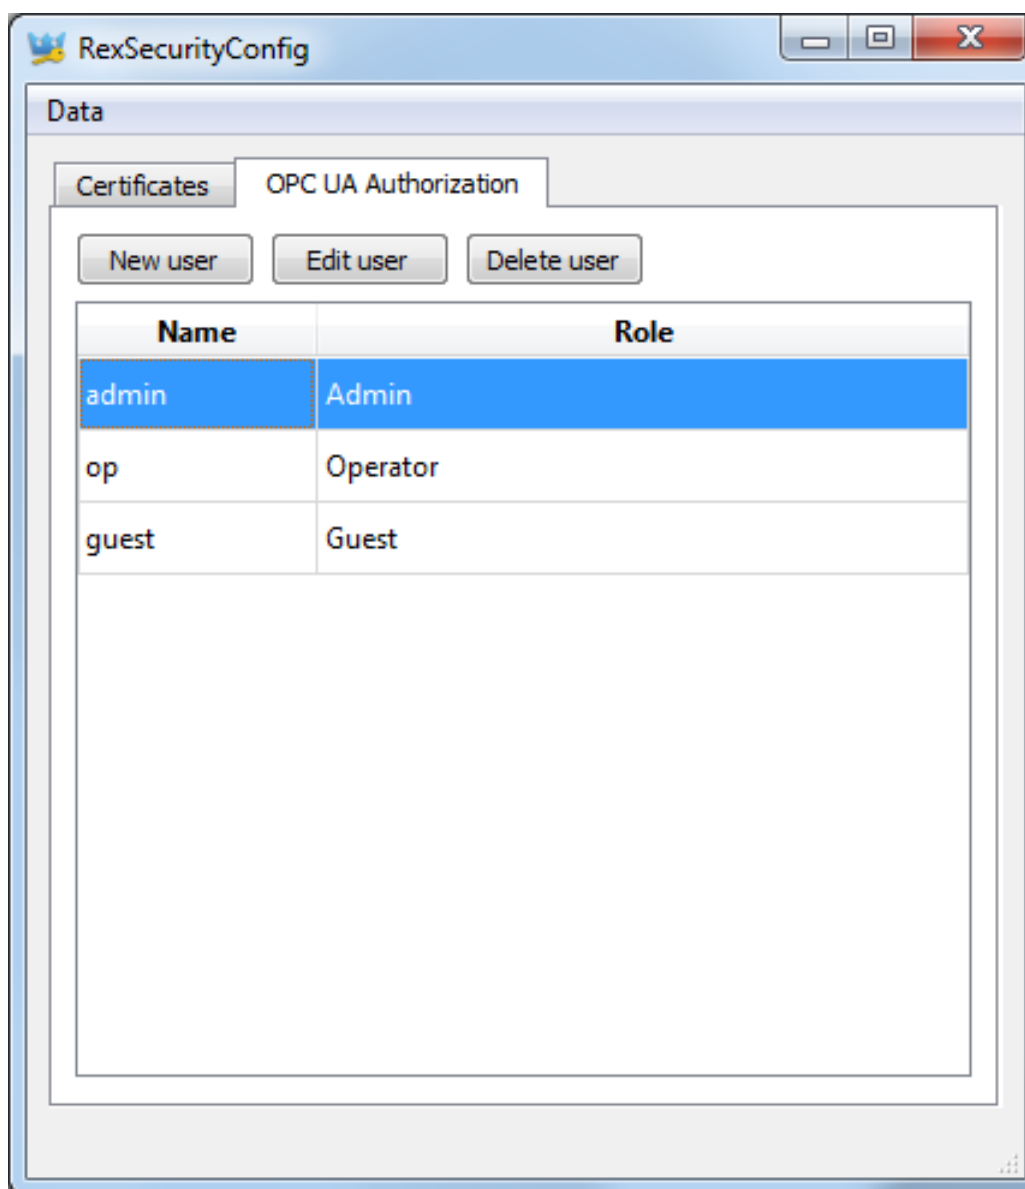 RexSecurityConfig
Data
Certificates OPC UA Authorization
New user Edit user Delete user
Name Role
admin Admin
op Operator
guest Guest